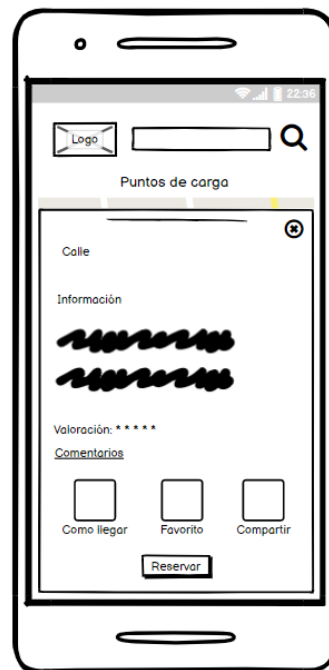 22:36
Logo
Puntos de carga
Calle
Información
Valoración: * * * * *
Comentarios
Como llegar Favorito Compartir
Reservar